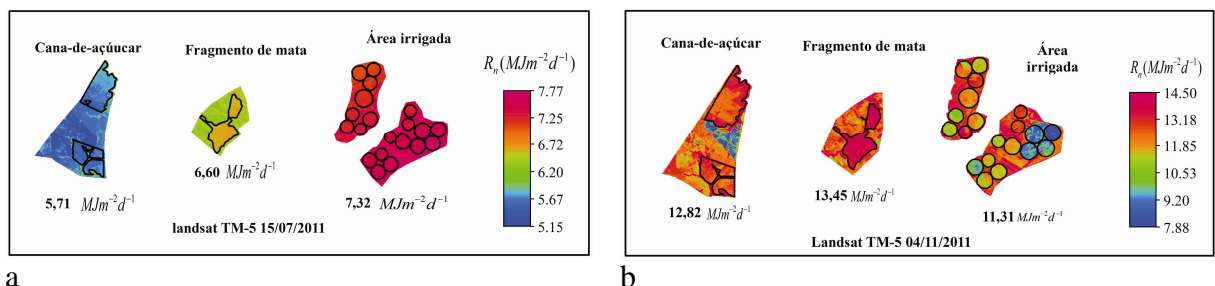 Cana-de-açúucar
Fragmento de mata
Área irrigada
R_n(MJm⁻²d⁻¹)
7.77
7.25
6.72
6.20
5.67
5.15
5,71 MJm⁻²d⁻¹
6,60 MJm⁻²d⁻¹
7,32 MJm⁻²d⁻¹
landsat TM-5 15/07/2011
a
Cana-de-açúcar
Fragmento de mata
Área
irrigada
R_n(MJm⁻²d⁻¹)
14.50
13.18
11.85
10.53
9.20
7.88
12,82 MJm⁻²d⁻¹
13,45 MJm⁻²d⁻¹
11,31 MJm⁻²d⁻¹
Landsat TM-5 04/11/2011
b